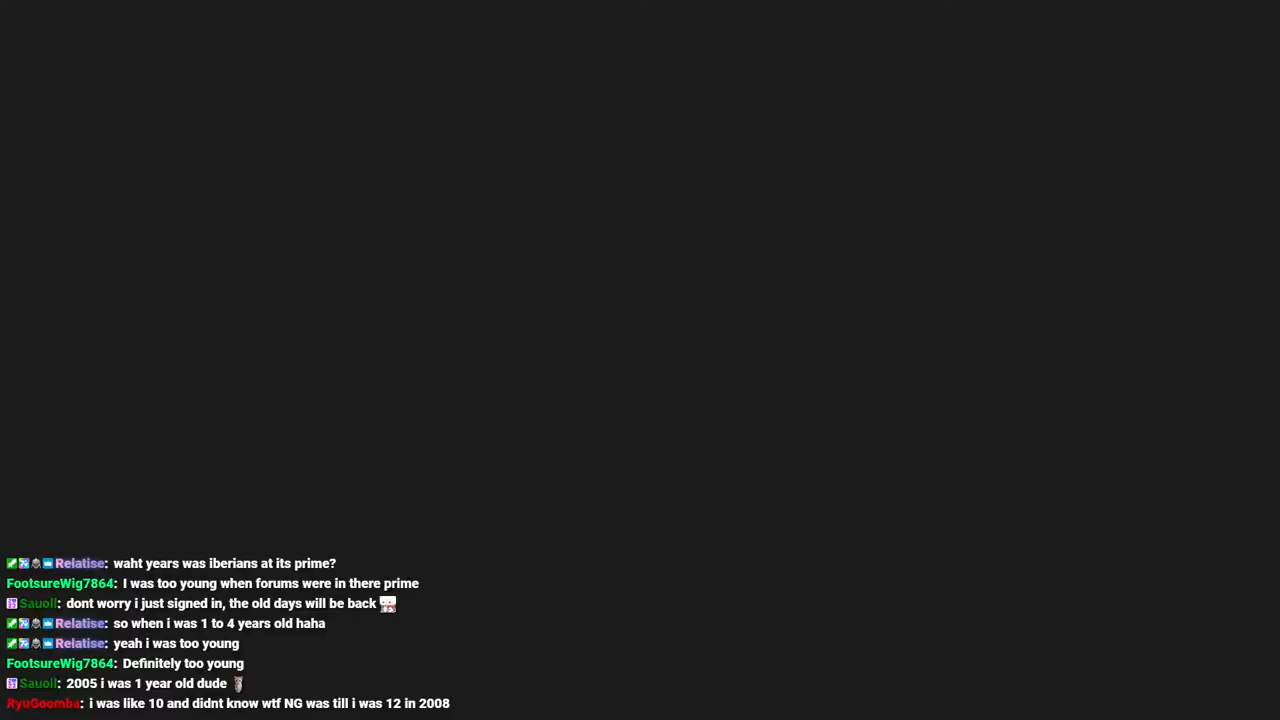 Relatise: waht years was iberians at its prime?
FootsureWig7864: I was too young when forums were in there prime
Sauoll: dont worry i just signed in, the old days will be back
Relatise: so when i was 1 to 4 years old haha
Relatise: yeah i was too young
FootsureWig7864: Definitely too young
Sauoll: 2005 i was 1 year old dude
RyuGoomba: i was like 10 and didnt know wtf NG was till i was 12 in 2008